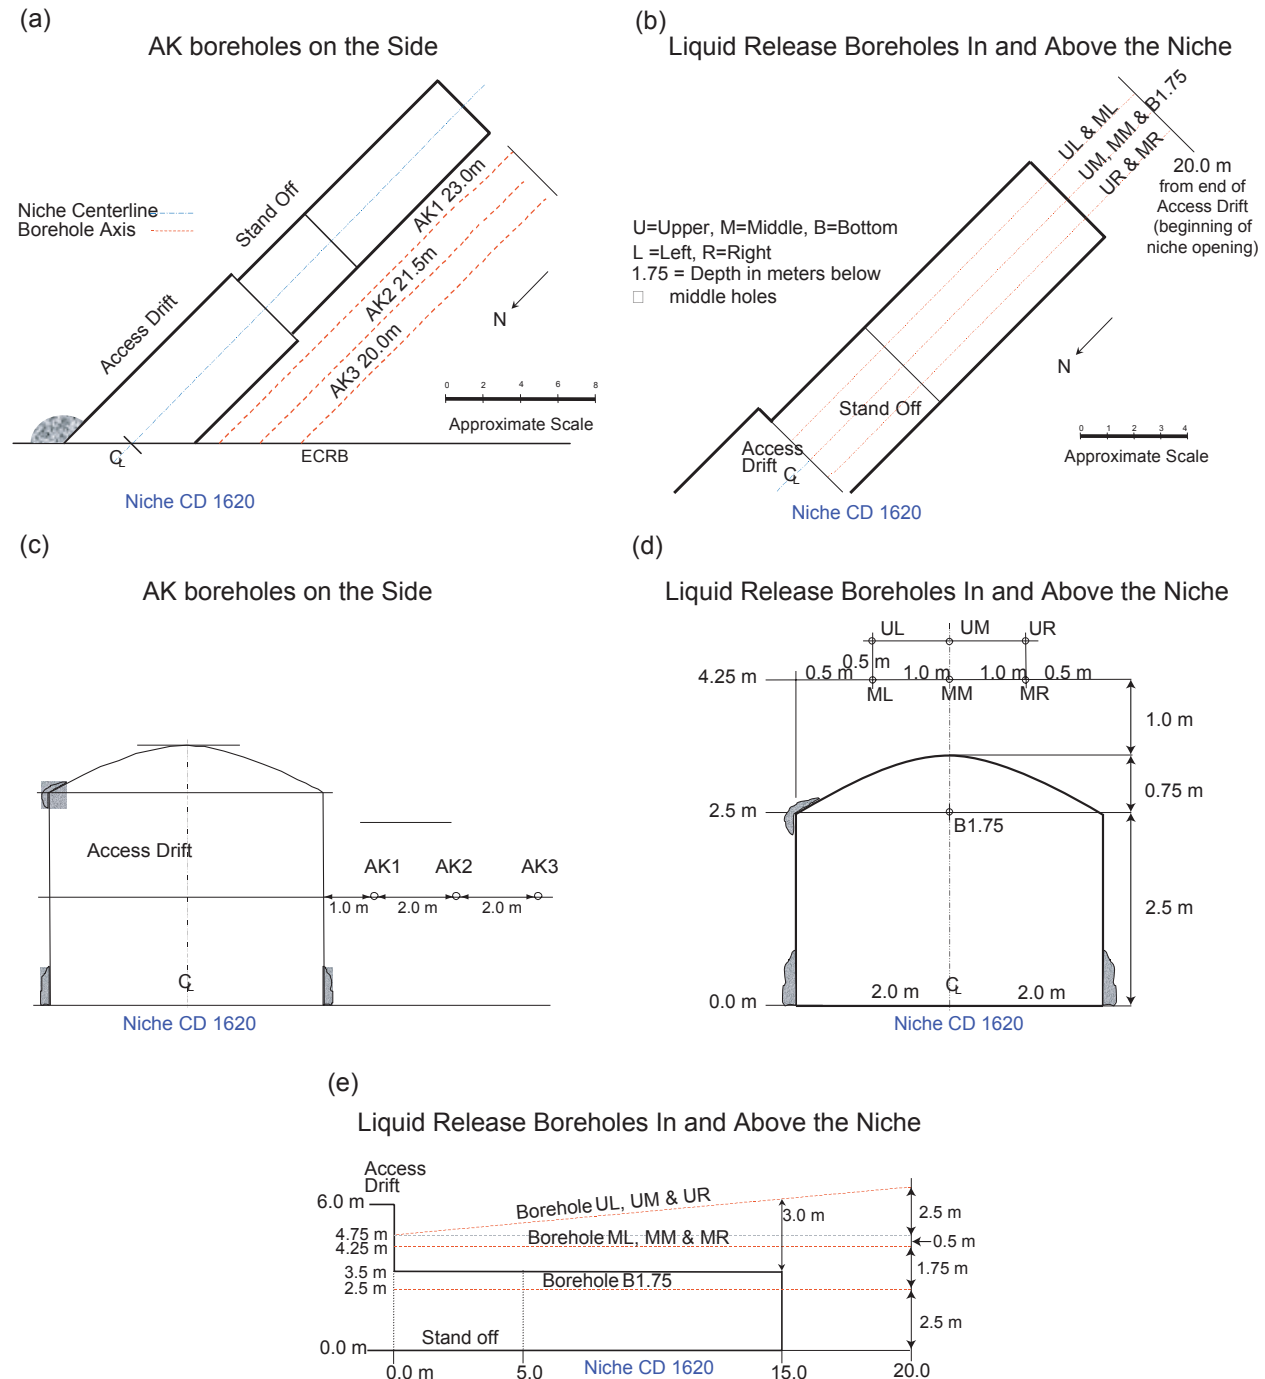 (a)
AK boreholes on the Side
Niche Centerline
Borehole Axis
Stand Off
Access Drift
AK1 23.0m
AK2 21.5m
AK3 20.0m
N
0 2 4 6 8
Approximate Scale
CL
ECRB
Niche CD 1620
(b)
Liquid Release Boreholes In and Above the Niche
UL & ML
UM, MM & B1.75
UR & MR
20.0 m
from end of
Access Drift
(beginning of
niche opening)
U=Upper, M=Middle, B=Bottom
L =Left, R=Right
1.75 = Depth in meters below
□ middle holes
N
Stand Off
Access
Drift
CL
0 1 2 3 4
Approximate Scale
Niche CD 1620
(c)
AK boreholes on the Side
Access Drift
AK1 AK2 AK3
1.0 m 2.0 m 2.0 m
CL
Niche CD 1620
(d)
Liquid Release Boreholes In and Above the Niche
UL UM UR
0.5 m
4.25 m 0.5 m 1.0 m 1.0 m 0.5 m
ML MM MR
1.0 m
0.75 m
2.5 m
B1.75
2.5 m
CL
0.0 m 2.0 m 2.0 m
Niche CD 1620
(e)
Liquid Release Boreholes In and Above the Niche
Access
Drift
6.0 m
Borehole UL, UM & UR
3.0 m
2.5 m
4.75 m
Borehole ML, MM & MR
0.5 m
4.25 m
1.75 m
3.5 m
Borehole B1.75
2.5 m
2.5 m
Stand off
0.0 m
0.0 m 5.0 15.0 20.0
Niche CD 1620